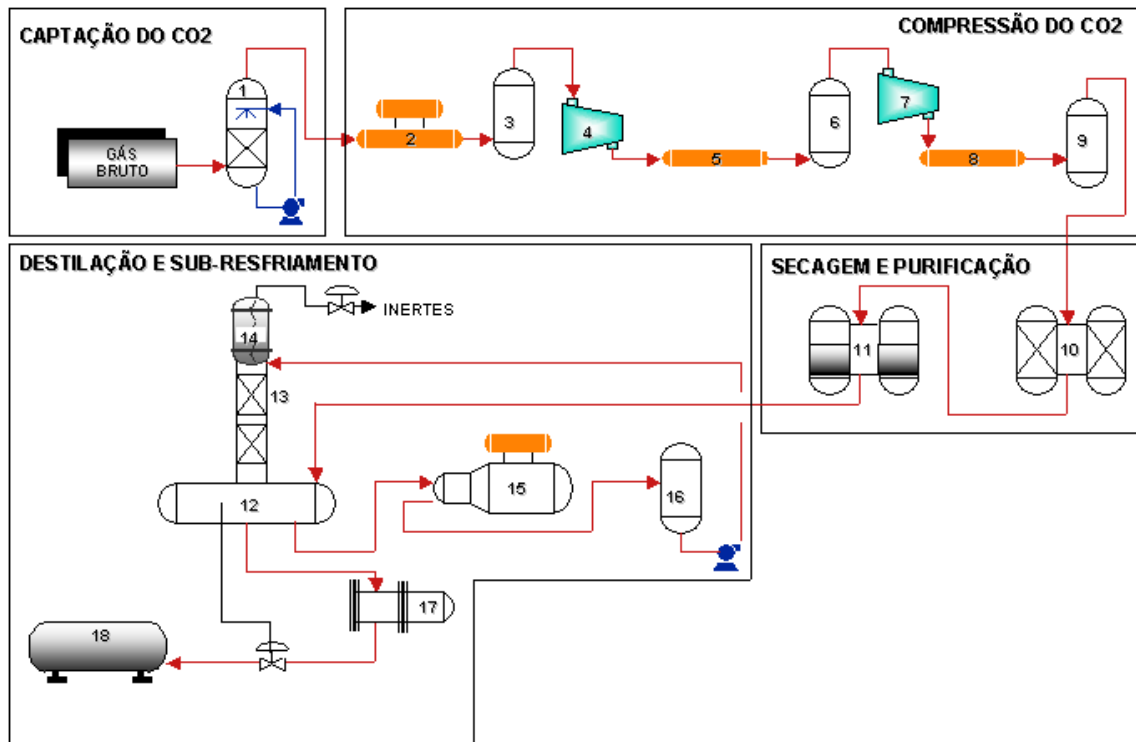 CAPTAÇÃO DO CO2
GÁS
BRUTO
1
COMPRESSÃO DO CO2
2
3
4
5
6
7
8
9
DESTILAÇÃO E SUB-RESFRIAMENTO
14
INERTES
13
12
15
16
17
18
SECAGEM E PURIFICAÇÃO
11
10